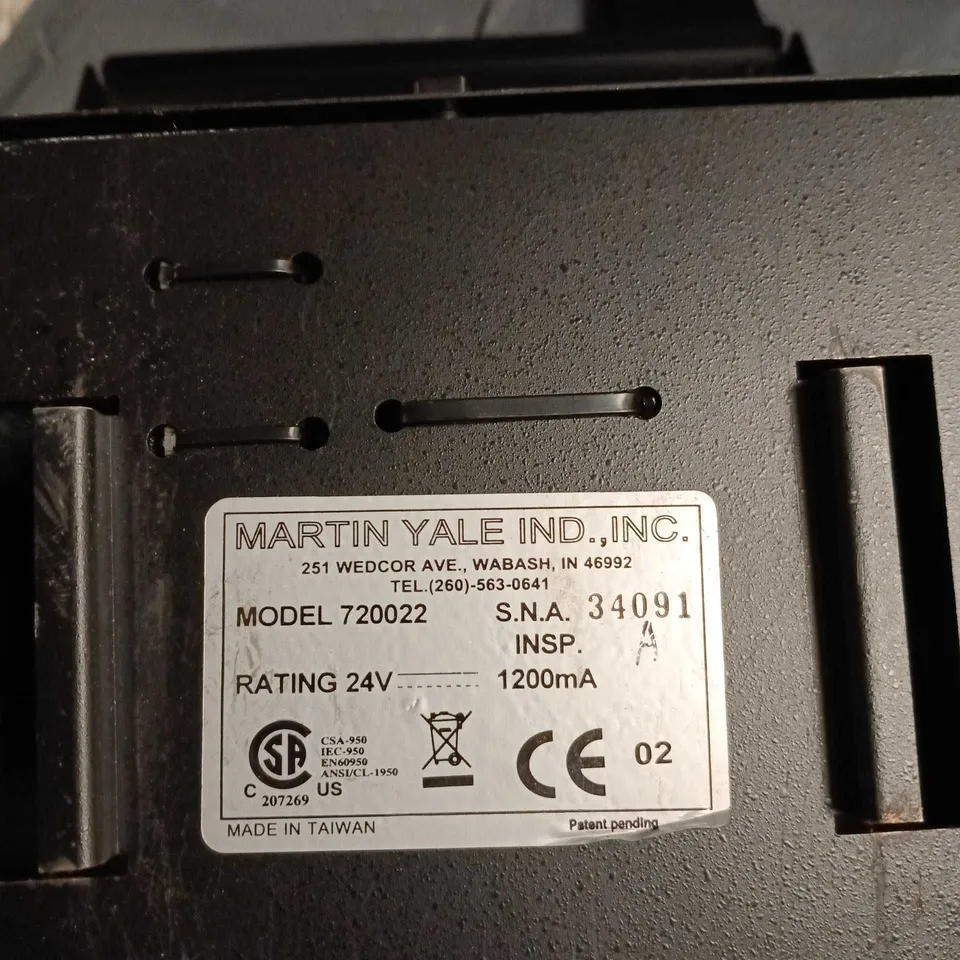 MARTIN YALE IND.,INC.
251 WEDCOR AVE., WABASH, IN 46992
TEL.(260)-563-0641
MODEL 720022 S.N.A. 34091
INSP. A
RATING 24V 1200mA
SA
CSA-950
IEC-950
EN60950
ANSI/CL-1950
C US
207269
CE 02
MADE IN TAIWAN Patent pending